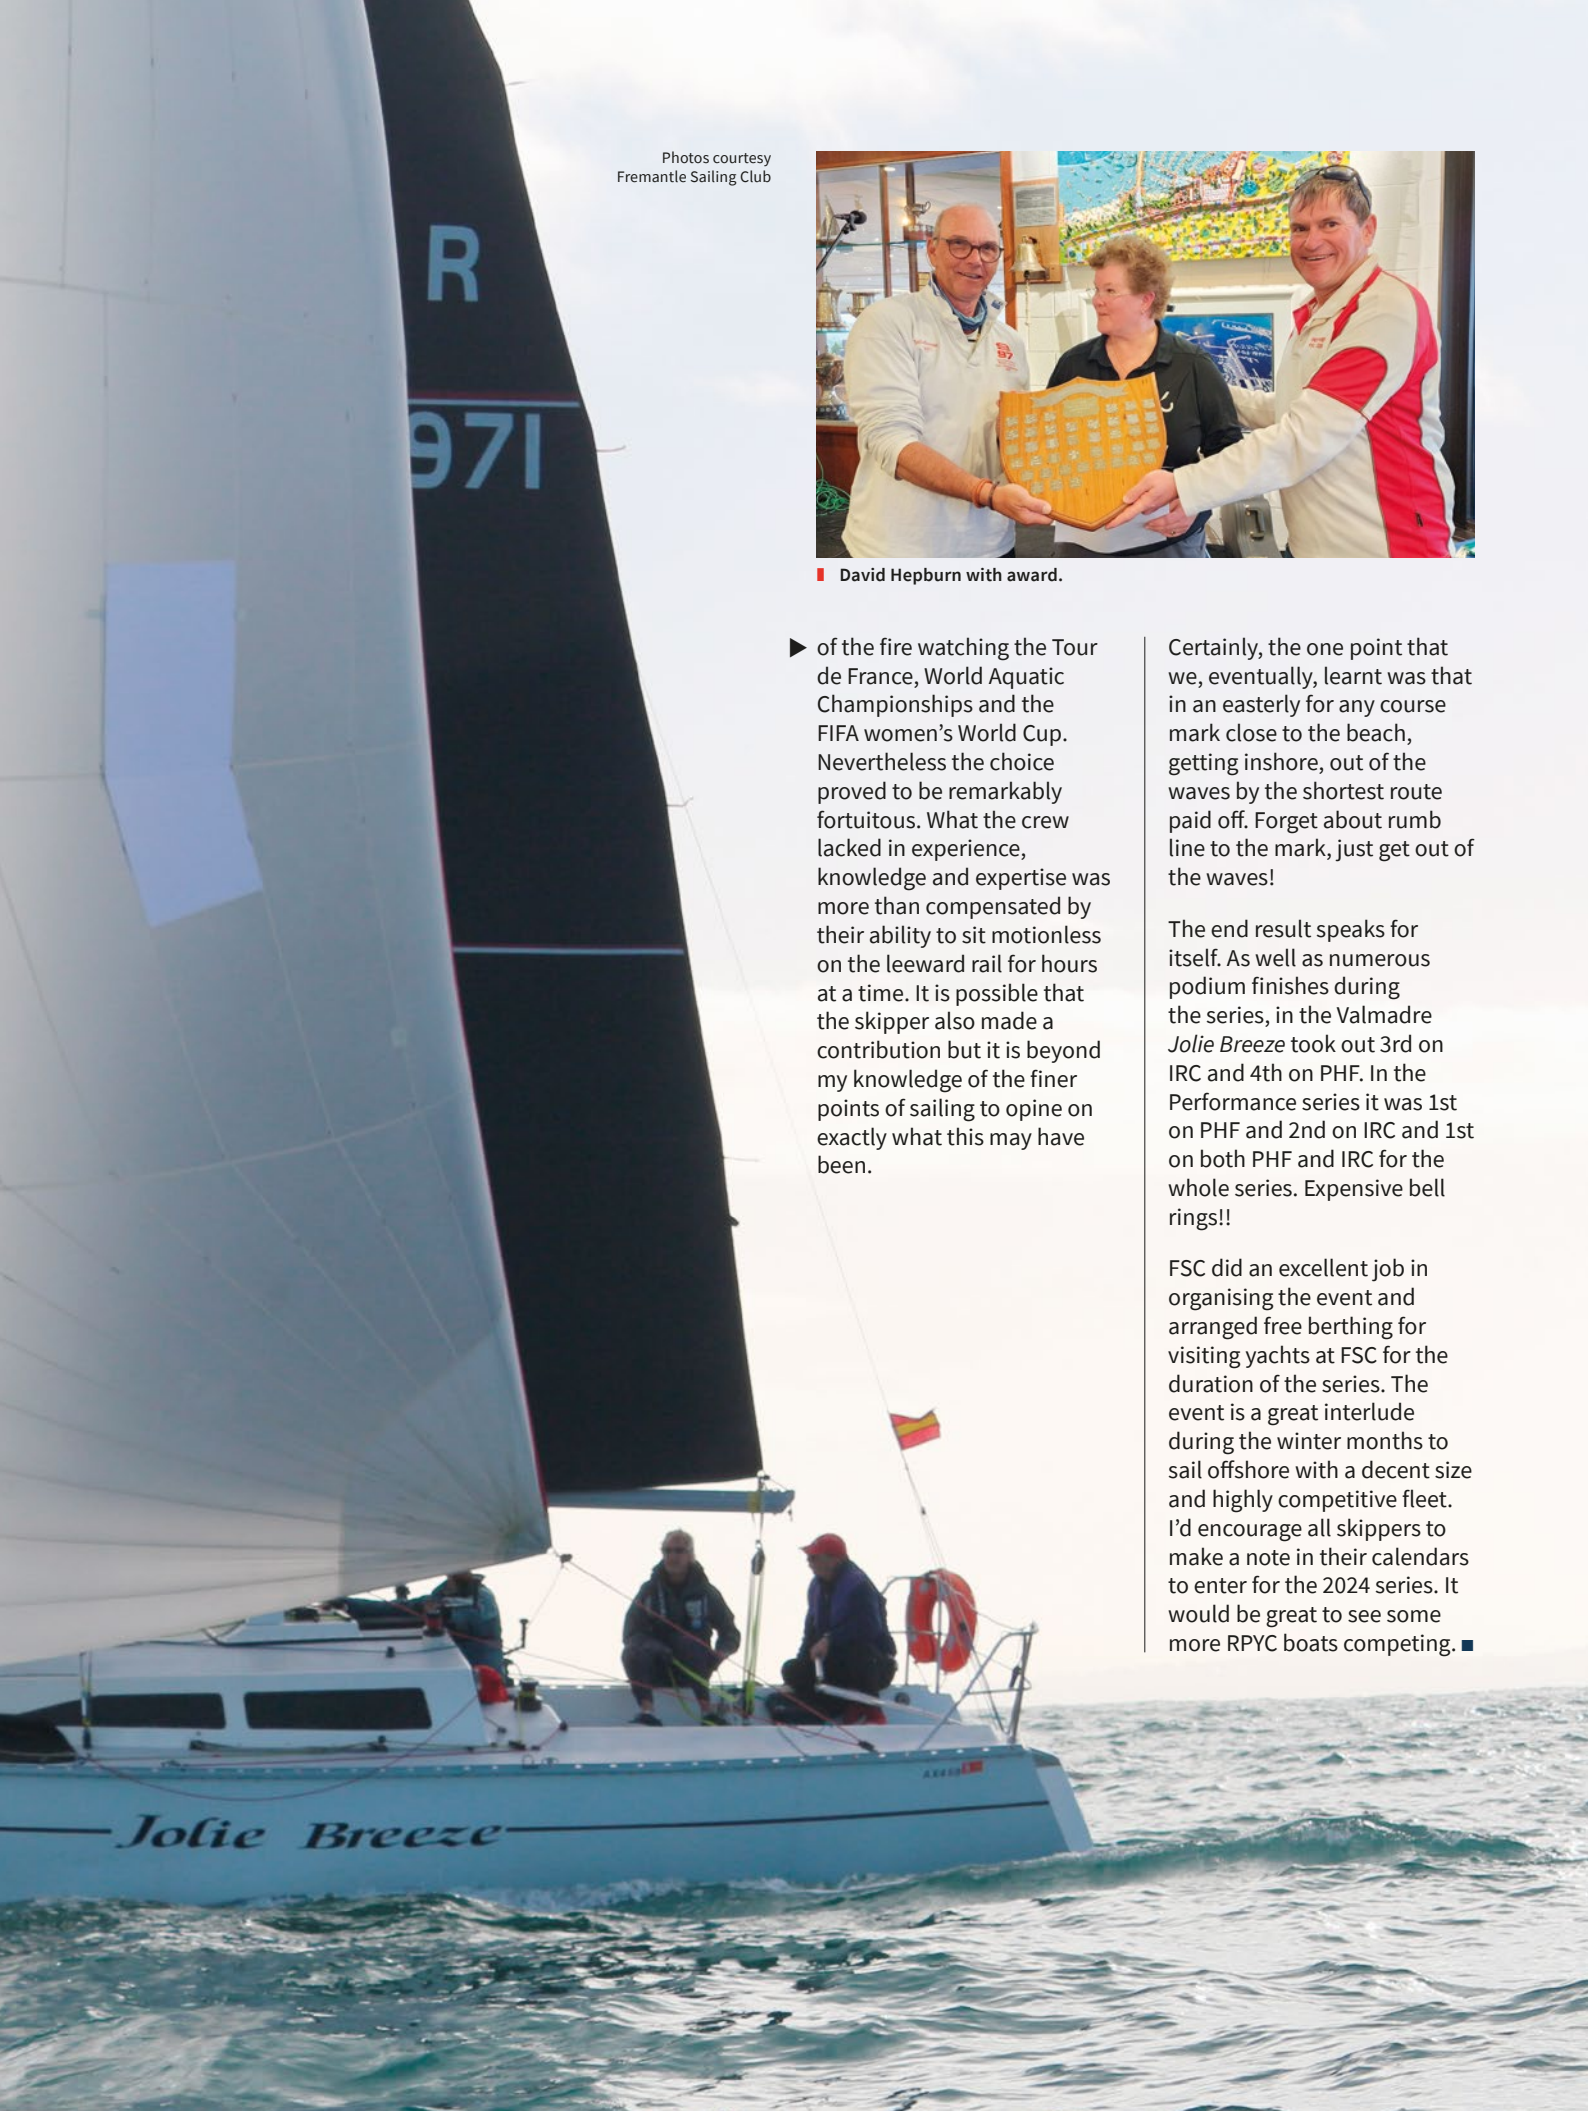 Photos courtesy
Fremantle Sailing Club
R
971
97
David Hepburn with award.
of the fire watching the Tour
de France, World Aquatic
Championships and the
FIFA women’s World Cup.
Nevertheless the choice
proved to be remarkably
fortuitous. What the crew
lacked in experience,
knowledge and expertise was
more than compensated by
their ability to sit motionless
on the leeward rail for hours
at a time. It is possible that
the skipper also made a
contribution but it is beyond
my knowledge of the finer
points of sailing to opine on
exactly what this may have
been.
Certainly, the one point that
we, eventually, learnt was that
in an easterly for any course
mark close to the beach,
getting inshore, out of the
waves by the shortest route
paid off. Forget about rumb
line to the mark, just get out of
the waves!
The end result speaks for
itself. As well as numerous
podium finishes during
the series, in the Valmadre
Jolie Breeze took out 3rd on
IRC and 4th on PHF. In the
Performance series it was 1st
on PHF and 2nd on IRC and 1st
on both PHF and IRC for the
whole series. Expensive bell
rings!!
FSC did an excellent job in
organising the event and
arranged free berthing for
visiting yachts at FSC for the
duration of the series. The
event is a great interlude
during the winter months to
sail offshore with a decent size
and highly competitive fleet.
I’d encourage all skippers to
make a note in their calendars
to enter for the 2024 series. It
would be great to see some
more RPYC boats competing.
Jolie Breeze